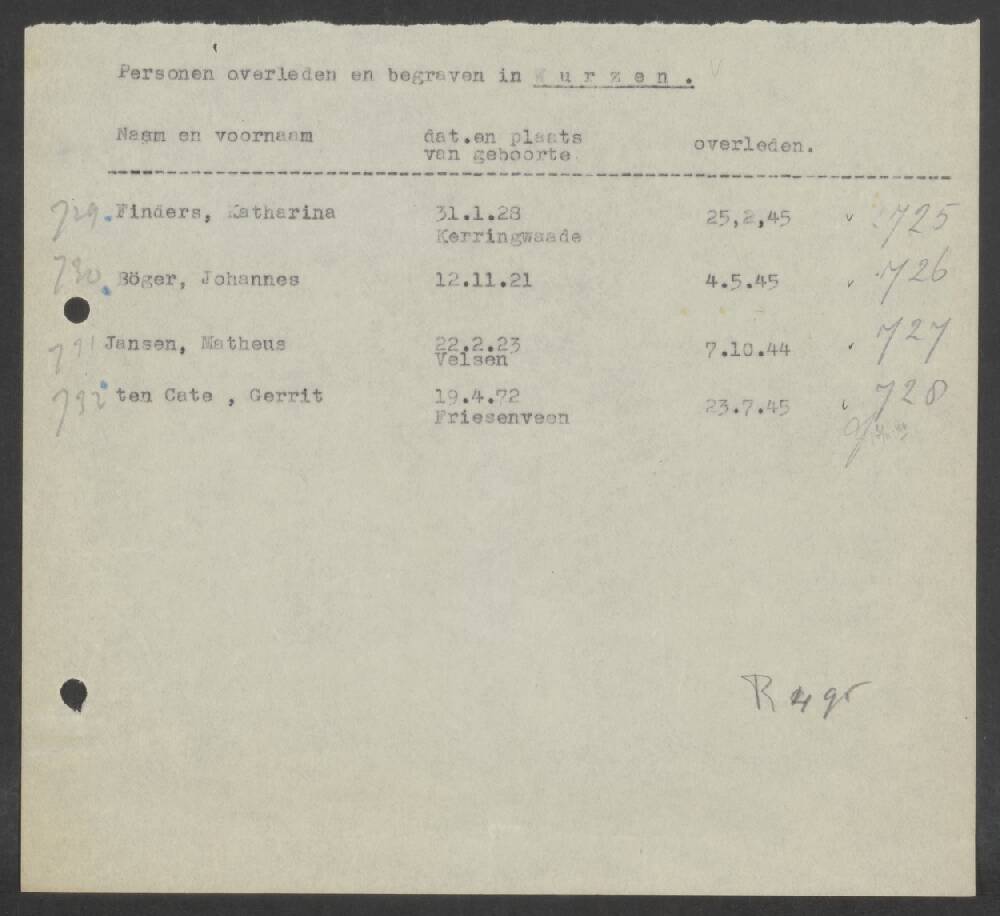 Personen overleden en begraven in W u r z e n .
Naam en voornaam dat.en plaats overleden.
van geboorte
729. Finders, Katharina 31.1.28 25,2,45 v 725
Kerringwaade
730. Böger, Johannes 12.11.21 4.5.45 v 726
791 Jansen, Matheus 22.2.23 7.10.44 727
Velsen
792 ten Cate , Gerrit 19.4.72 23.7.45 v 728
Friesenveen